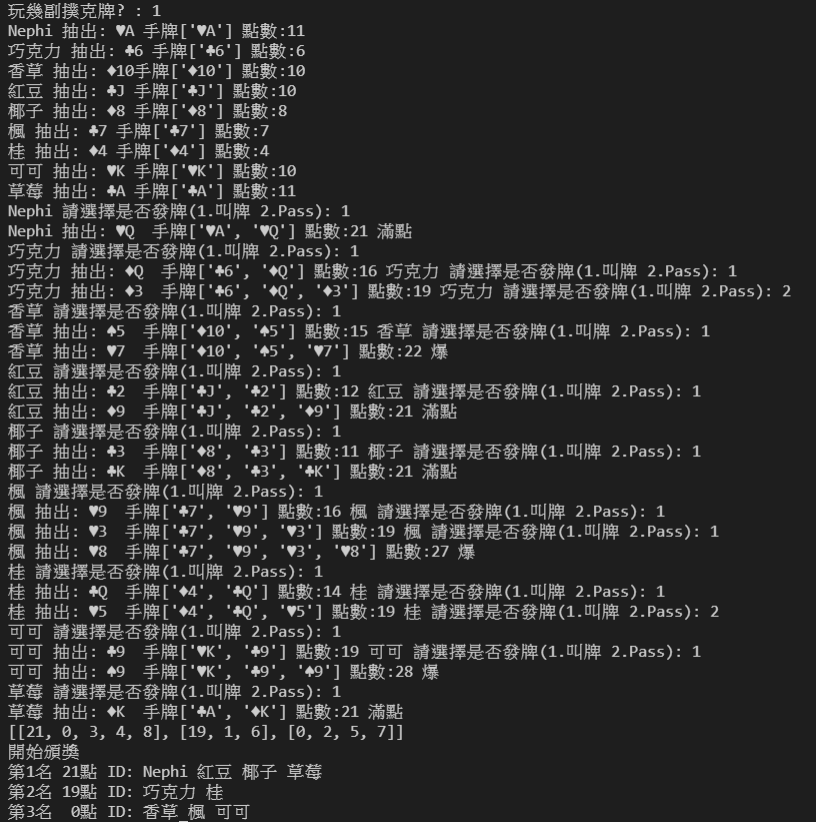 玩幾副撲克牌? : 1
Nephi 抽出: ♥A 手牌['♥A'] 點數:11
巧克力 抽出: ♣6 手牌['♣6'] 點數:6
香草 抽出: ♦10手牌['♦10'] 點數:10
紅豆 抽出: ♣J 手牌['♣J'] 點數:10
椰子 抽出: ♦8 手牌['♦8'] 點數:8
楓 抽出: ♣7 手牌['♣7'] 點數:7
桂 抽出: ♦4 手牌['♦4'] 點數:4
可可 抽出: ♥K 手牌['♥K'] 點數:10
草莓 抽出: ♣A 手牌['♣A'] 點數:11
Nephi 請選擇是否發牌(1.叫牌 2.Pass): 1
Nephi 抽出: ♥Q  手牌['♥A', '♥Q'] 點數:21 滿點
巧克力 請選擇是否發牌(1.叫牌 2.Pass): 1
巧克力 抽出: ♦Q  手牌['♣6', '♦Q'] 點數:16 巧克力 請選擇是否發牌(1.叫牌 2.Pass): 1
巧克力 抽出: ♦3  手牌['♣6', '♦Q', '♦3'] 點數:19 巧克力 請選擇是否發牌(1.叫牌 2.Pass): 2
香草 請選擇是否發牌(1.叫牌 2.Pass): 1
香草 抽出: ♠5  手牌['♦10', '♠5'] 點數:15 香草 請選擇是否發牌(1.叫牌 2.Pass): 1
香草 抽出: ♥7  手牌['♦10', '♠5', '♥7'] 點數:22 爆
紅豆 請選擇是否發牌(1.叫牌 2.Pass): 1
紅豆 抽出: ♣2  手牌['♣J', '♣2'] 點數:12 紅豆 請選擇是否發牌(1.叫牌 2.Pass): 1
紅豆 抽出: ♦9  手牌['♣J', '♣2', '♦9'] 點數:21 滿點
椰子 請選擇是否發牌(1.叫牌 2.Pass): 1
椰子 抽出: ♣3  手牌['♦8', '♣3'] 點數:11 椰子 請選擇是否發牌(1.叫牌 2.Pass): 1
椰子 抽出: ♣K  手牌['♦8', '♣3', '♣K'] 點數:21 滿點
楓 請選擇是否發牌(1.叫牌 2.Pass): 1
楓 抽出: ♥9  手牌['♣7', '♥9'] 點數:16 楓 請選擇是否發牌(1.叫牌 2.Pass): 1
楓 抽出: ♥3  手牌['♣7', '♥9', '♥3'] 點數:19 楓 請選擇是否發牌(1.叫牌 2.Pass): 1
楓 抽出: ♥8  手牌['♣7', '♥9', '♥3', '♥8'] 點數:27 爆
桂 請選擇是否發牌(1.叫牌 2.Pass): 1
桂 抽出: ♣Q  手牌['♦4', '♣Q'] 點數:14 桂 請選擇是否發牌(1.叫牌 2.Pass): 1
桂 抽出: ♥5  手牌['♦4', '♣Q', '♥5'] 點數:19 桂 請選擇是否發牌(1.叫牌 2.Pass): 2
可可 請選擇是否發牌(1.叫牌 2.Pass): 1
可可 抽出: ♣9  手牌['♥K', '♣9'] 點數:19 可可 請選擇是否發牌(1.叫牌 2.Pass): 1
可可 抽出: ♠9  手牌['♥K', '♣9', '♠9'] 點數:28 爆
草莓 請選擇是否發牌(1.叫牌 2.Pass): 1
草莓 抽出: ♦K  手牌['♣A', '♦K'] 點數:21 滿點
[[21, 0, 3, 4, 8], [19, 1, 6], [0, 2, 5, 7]]
開始頒獎
第1名 21點 ID: Nephi 紅豆 椰子 草莓
第2名 19點 ID: 巧克力 桂
第3名  0點 ID: 香草 楓 可可